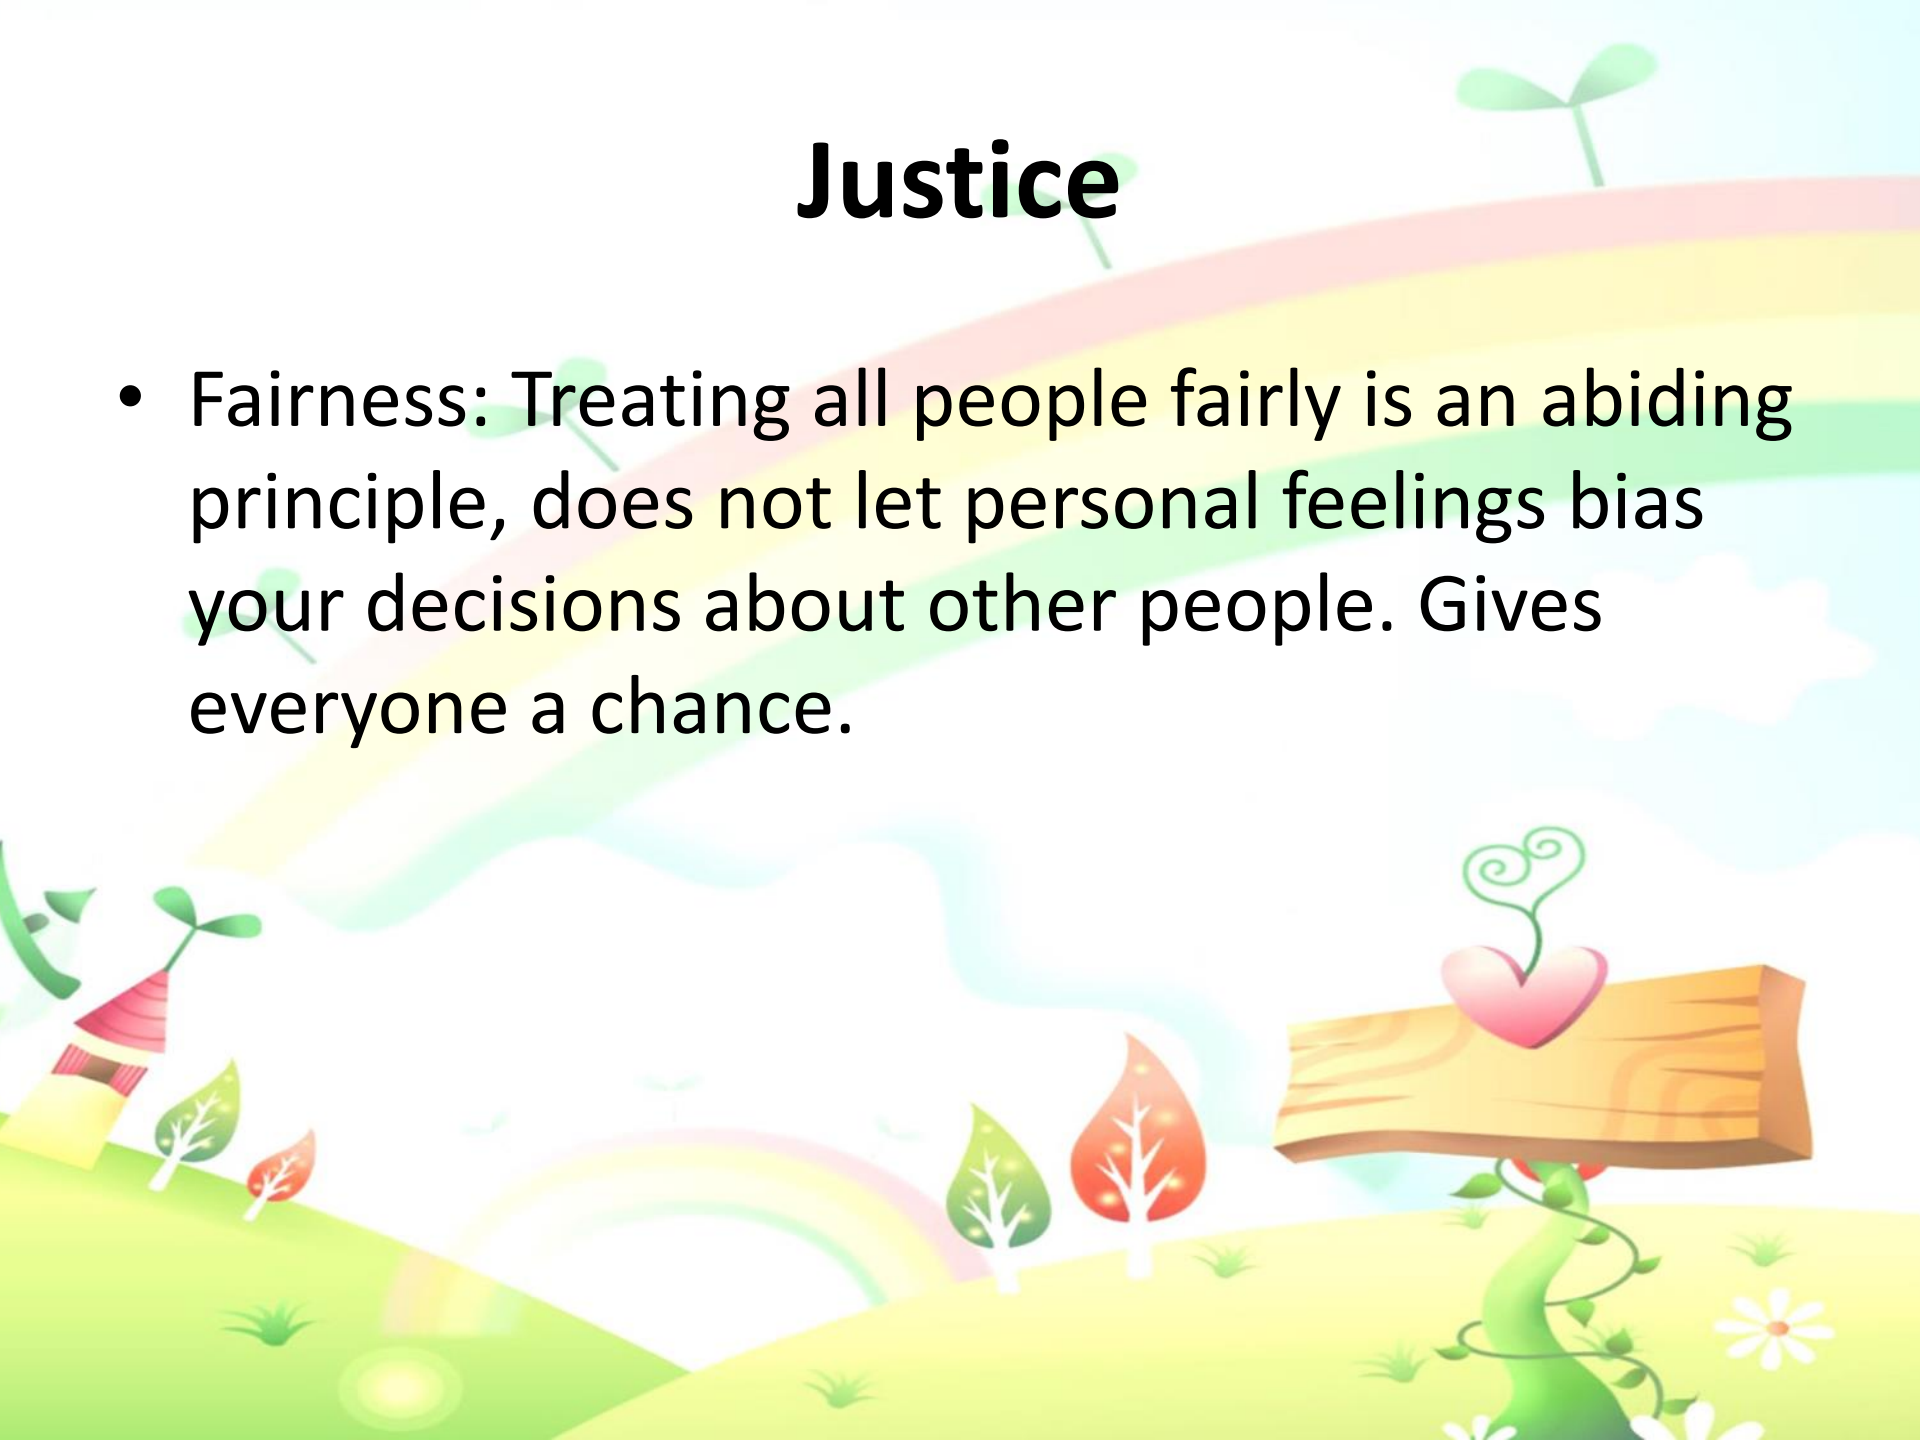 Justice
• Fairness: Treating all people fairly is an abiding
principle, does not let personal feelings bias
your decisions about other people. Gives
everyone a chance.